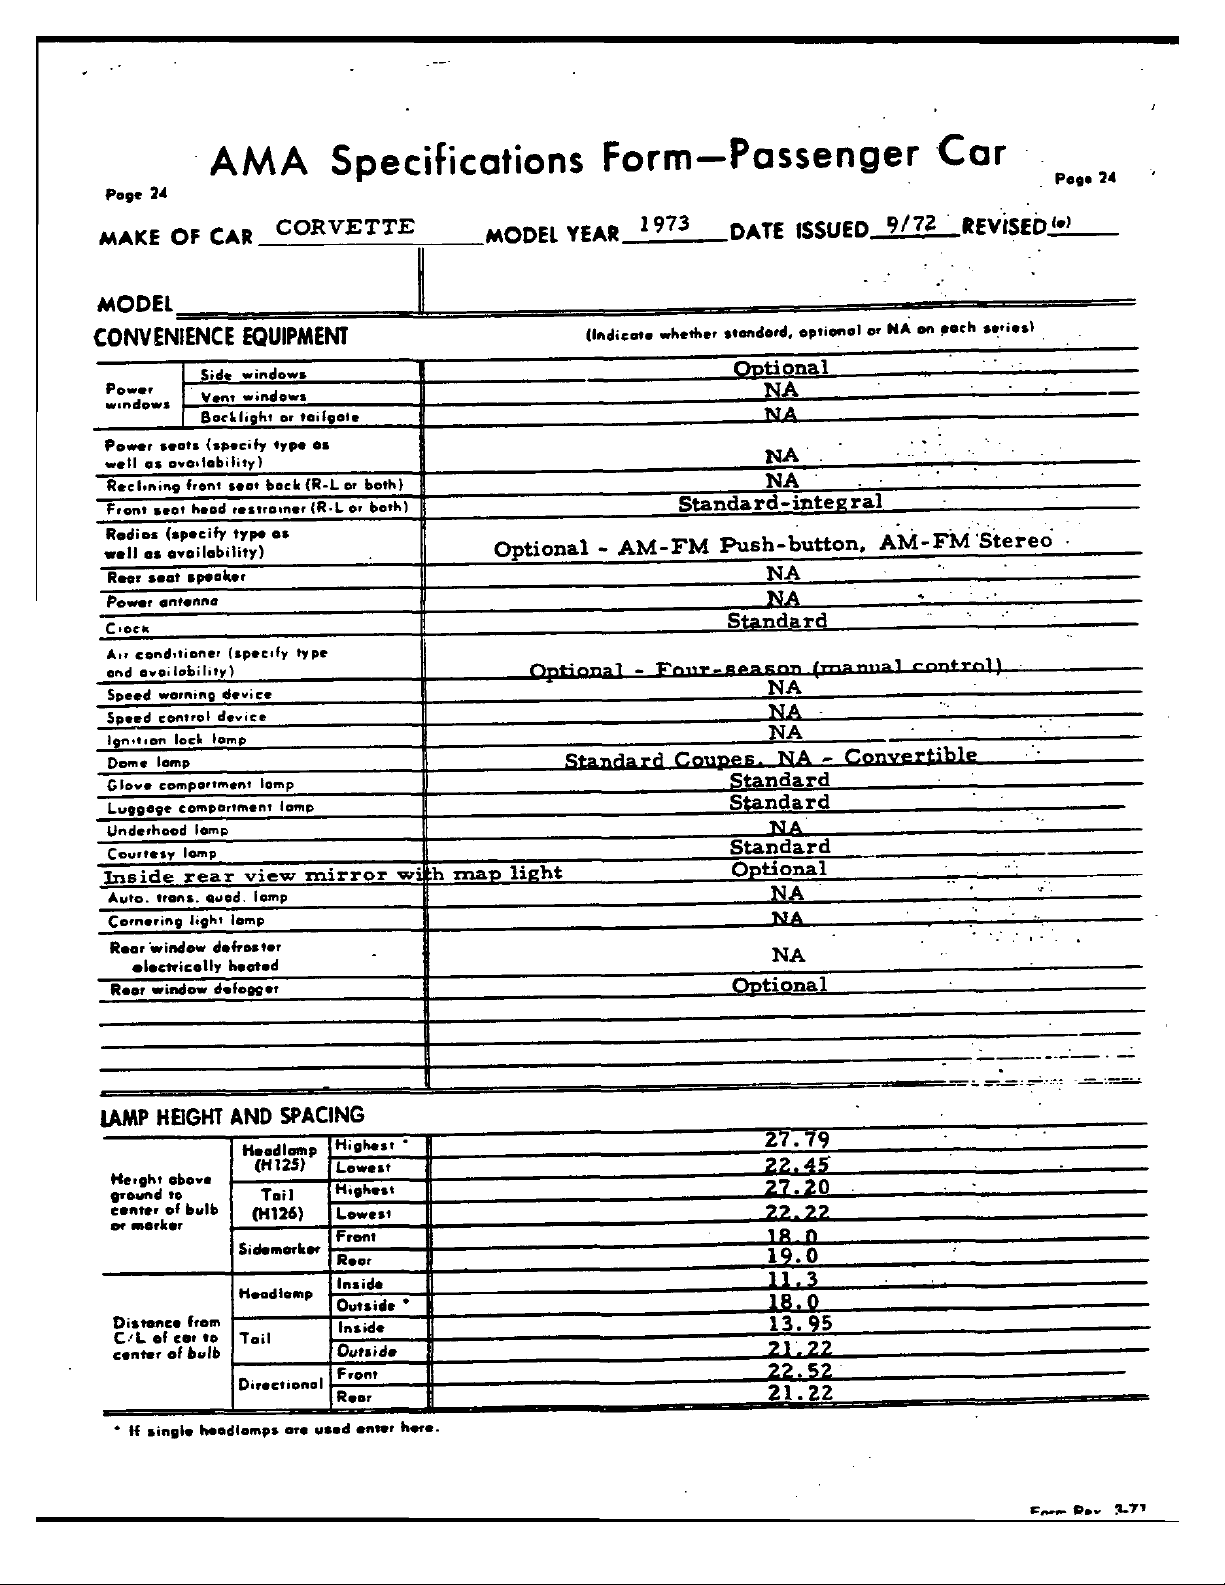 AMA Specifications Form—Passenger Car
Page 24
Page 24
MAKE OF CAR CORVETTE MODEL YEAR 1973 DATE ISSUED 9/72 REVISED (•)
MODEL
CONVENIENCE EQUIPMENT (Indicate whether standard, optional or NA on each series)
Power windows Side windows Optional
Vent windows NA
Backlight or tailgate NA
Power seats (specify type as
well as availability) NA
Reclining front seat back (R-L or both) NA
Front seat head restrainer (R-L or both) Standard-integral
Radios (specify type as
well as availability) Optional - AM-FM Push-button, AM-FM Stereo
Rear seat speaker NA
Power antenna NA
Clock Standard
Air conditioner (specify type
and availability) Optional - Four-season (manual control)
Speed warning device NA
Speed control device NA
Ignition lock lamp NA
Dome lamp Standard Coupes, NA - Convertible
Glove compartment lamp Standard
Luggage compartment lamp Standard
Underhood lamp NA
Courtesy lamp Standard
Inside rear view mirror with map light Optional
Auto. trans. quad. lamp NA
Cornering light lamp NA
Rear window defroster
electrically heated NA
Rear window defogger Optional
LAMP HEIGHT AND SPACING
Height above ground to center of bulb or marker Headlamp (H125) Highest * 27.79
Lowest 22.45
Tail (H126) Highest 27.20
Lowest 22.22
Sidemarker Front 18.0
Rear 19.0
Distance from C/L of car to center of bulb Headlamp Inside 11.3
Outside * 18.0
Tail Inside 13.95
Outside 21.22
Directional Front 22.52
Rear 21.22
* If single headlamps are used enter here.
Form Rev. 3-71